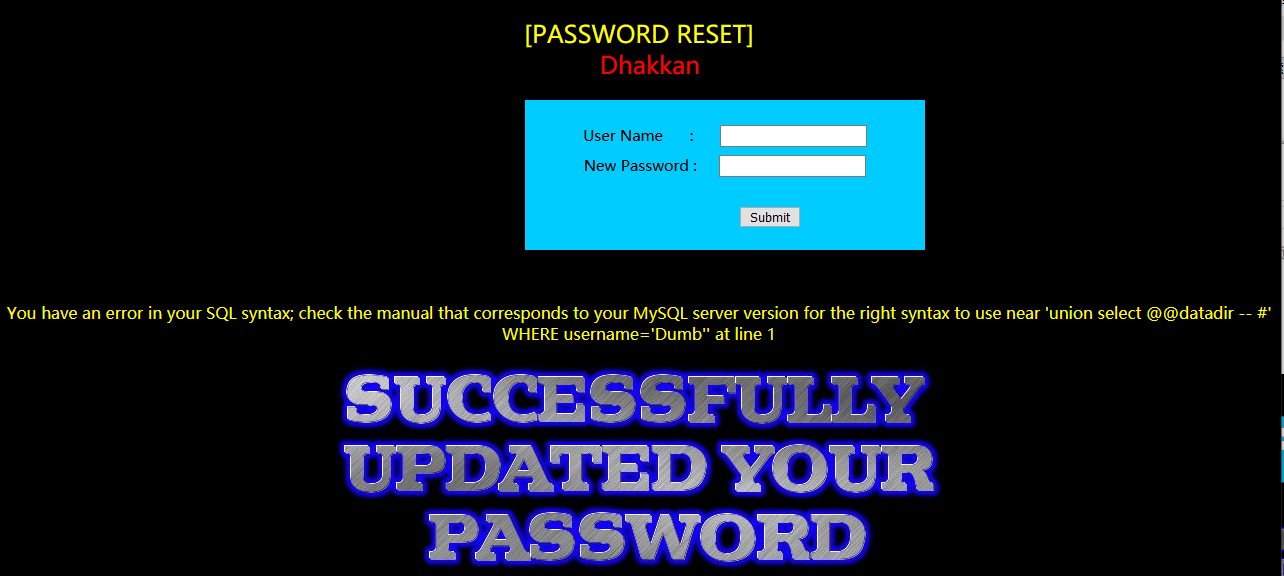 [PASSWORD RESET]
Dhakkan
User Name :
New Password :
Submit
You have an error in your SQL syntax; check the manual that corresponds to your MySQL server version for the right syntax to use near 'union select @@datadir -- #'
WHERE username='Dumb'' at line 1
SUCCESSFULLY
UPDATED YOUR
PASSWORD